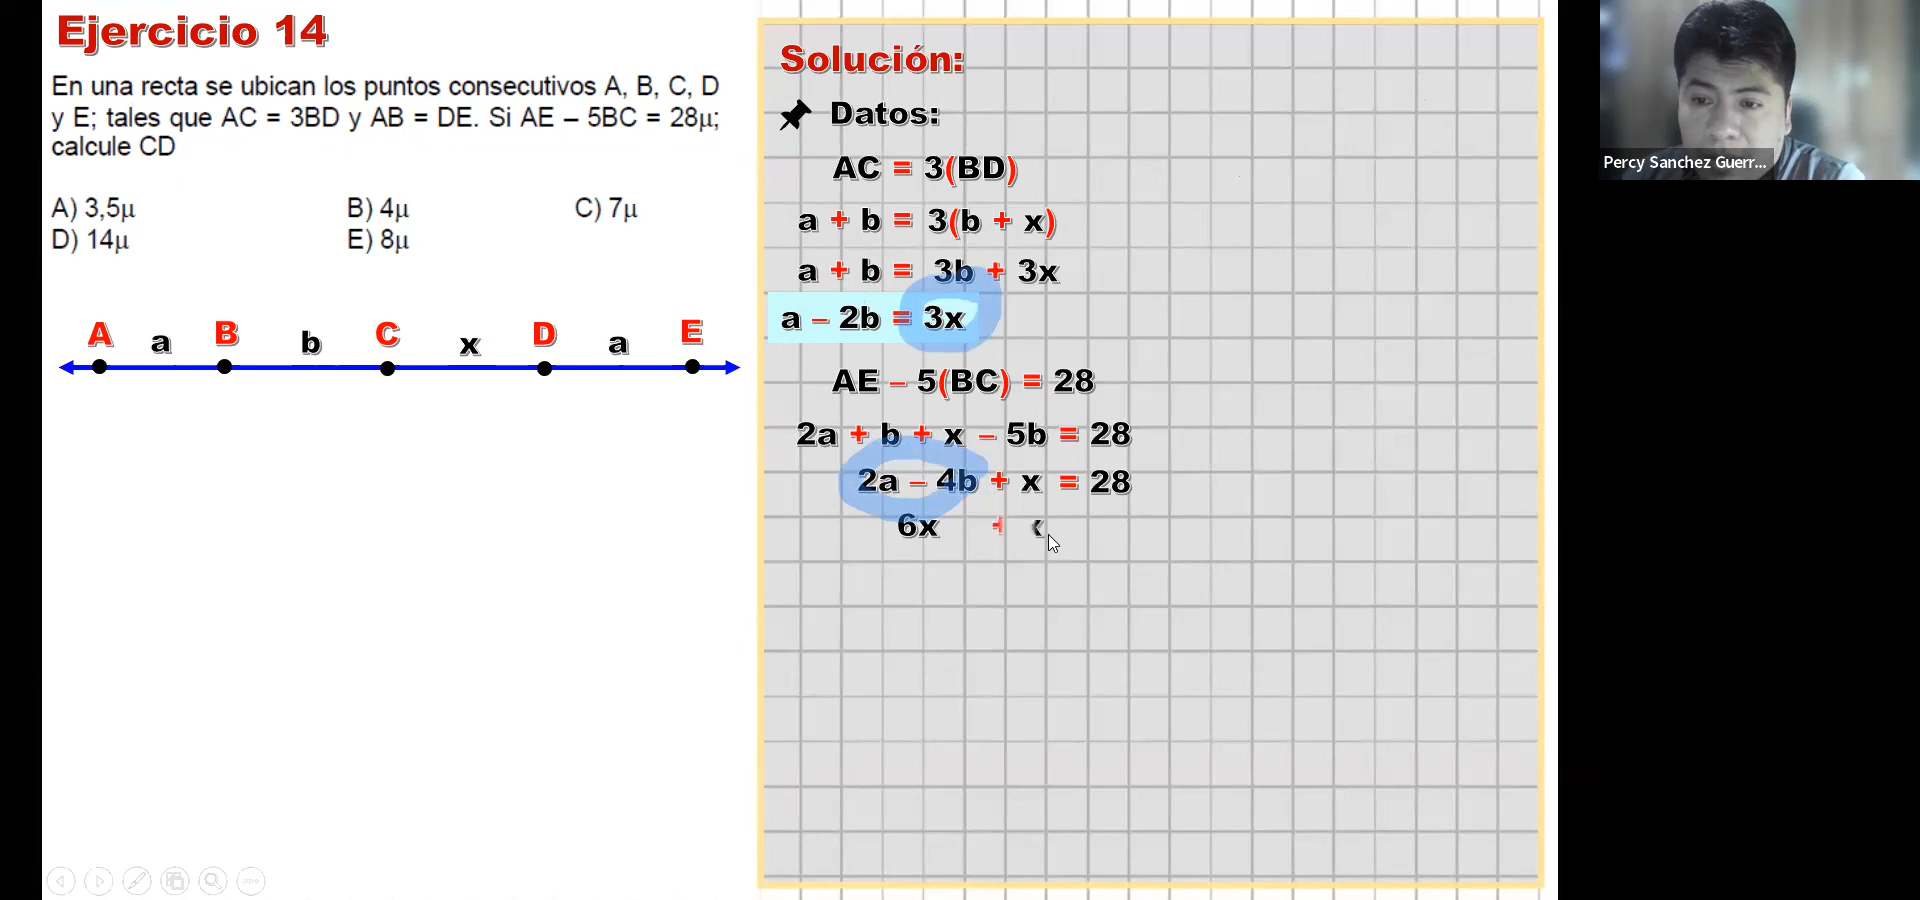 Ejercicio 14
En una recta se ubican los puntos consecutivos A, B, C, D
y E; tales que AC = 3BD y AB = DE. Si AE – 5BC = 28μ;
calcule CD
A) 3,5μ B) 4μ C) 7μ
D) 14μ E) 8μ
A a B b C x D a E
Solución:
Datos:
AC = 3(BD)
a + b = 3(b + x)
a + b = 3b + 3x
a – 2b = 3x
AE – 5(BC) = 28
2a + b + x – 5b = 28
2a – 4b + x = 28
6x +
Percy Sanchez Guerr...